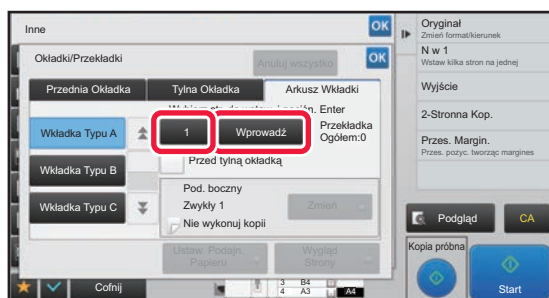 Inne
OK
Okładki/Przekładki
Anuluj wszystko
OK
Przednia Okładka
Tylna Okładka
Arkusz Wkładki
Enter
Wkładka Typu A
1
Wprowadź
Przekładka
Ogółem:0
Przed tylną okładką
Wkładka Typu B
Pod. boczny
Zwykły 1
Zmień
Wkładka Typu C
Nie wykonuj kopii
Ustaw. Podajn.
Papieru
Wygląd
Strony
Cofnij
3 B4
4 A3
A4
Oryginał
Zmień format/kierunek
N w 1
Wstaw kilka stron na jednej
Wyjście
2-Stronna Kop.
Przes. Margin.
Przes. pozyc. tworząc margines
Podgląd
CA
Kopia próbna
Start